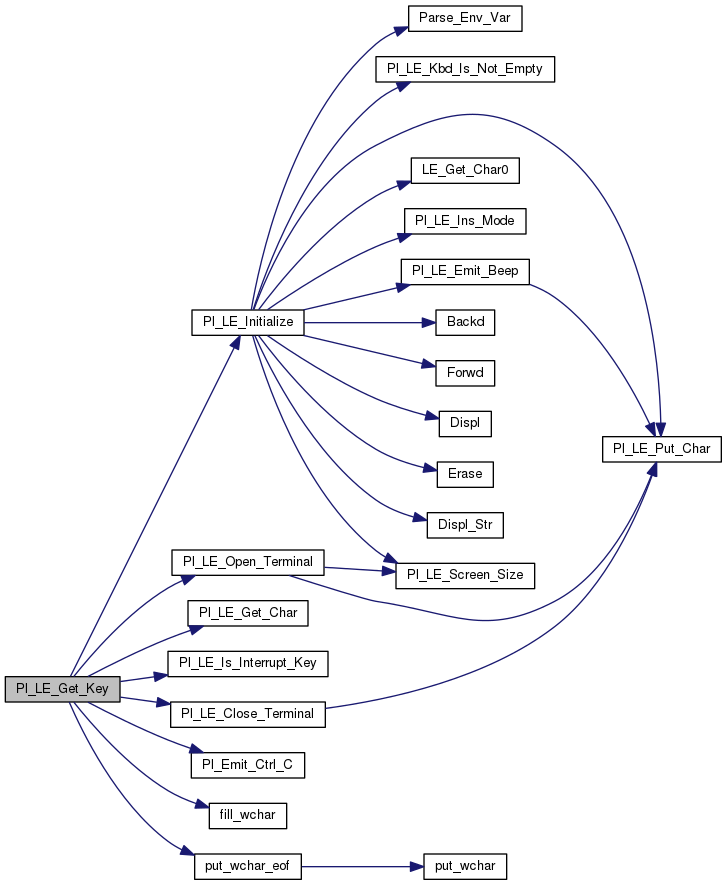 Parse_Env_Var
Pl_LE_Kbd_Is_Not_Empty
LE_Get_Char0
Pl_LE_Ins_Mode
Pl_LE_Emit_Beep
Pl_LE_Initialize
Backd
Forwd
Displ
Pl_LE_Put_Char
Erase
Displ_Str
Pl_LE_Open_Terminal
Pl_LE_Screen_Size
Pl_LE_Get_Char
Pl_LE_Is_Interrupt_Key
Pl_LE_Get_Key
Pl_LE_Close_Terminal
Pl_Emit_Ctrl_C
fill_wchar
put_wchar_eof
put_wchar